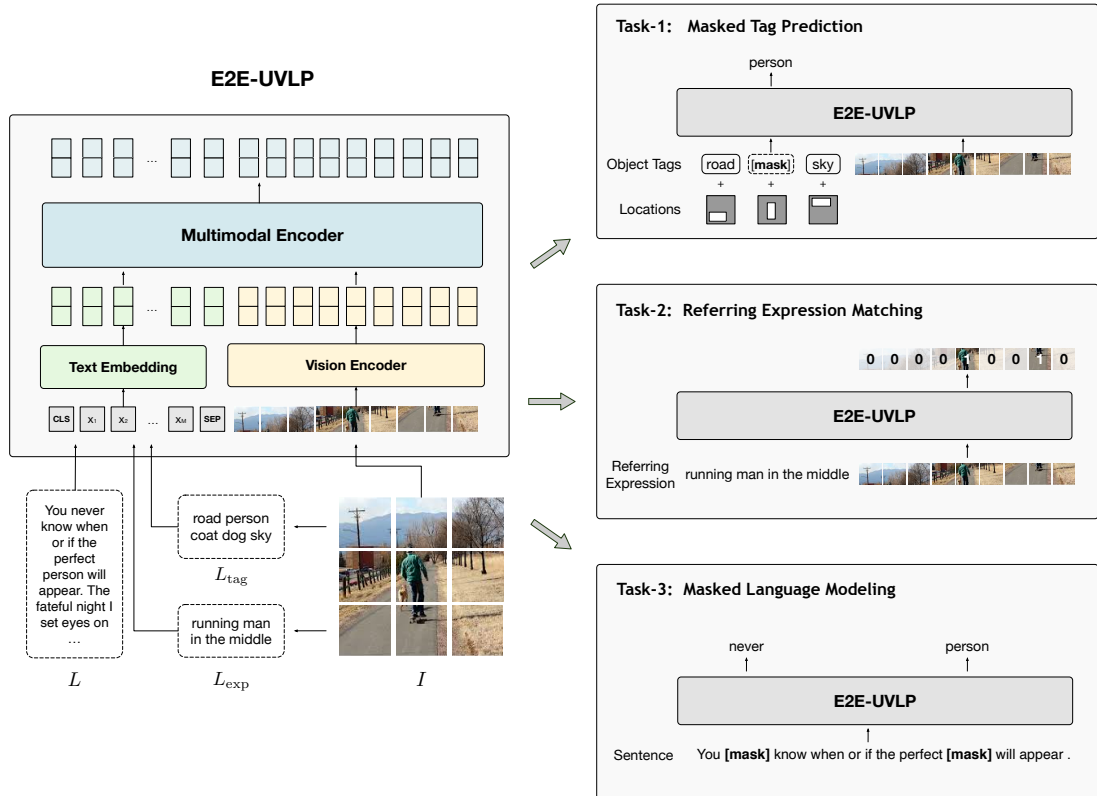 E2E-UVLP
Multimodal Encoder
...
...
Text Embedding
Vision Encoder
CLS
X1
X2
...
XM
SEP
You never
know when
or if the
perfect
person will
appear. The
fateful night I
set eyes on
...
L
road person
coat dog sky
Ltag
running man
in the middle
Lexp
I
Task-1: Masked Tag Prediction
person
E2E-UVLP
Object Tags
road
[mask]
sky
+
+
+
Locations
Task-2: Referring Expression Matching
0 0 0 0 1 0 0 1 0
E2E-UVLP
Referring
Expression
running man in the middle
Task-3: Masked Language Modeling
never
person
E2E-UVLP
Sentence
You [mask] know when or if the perfect [mask] will appear .